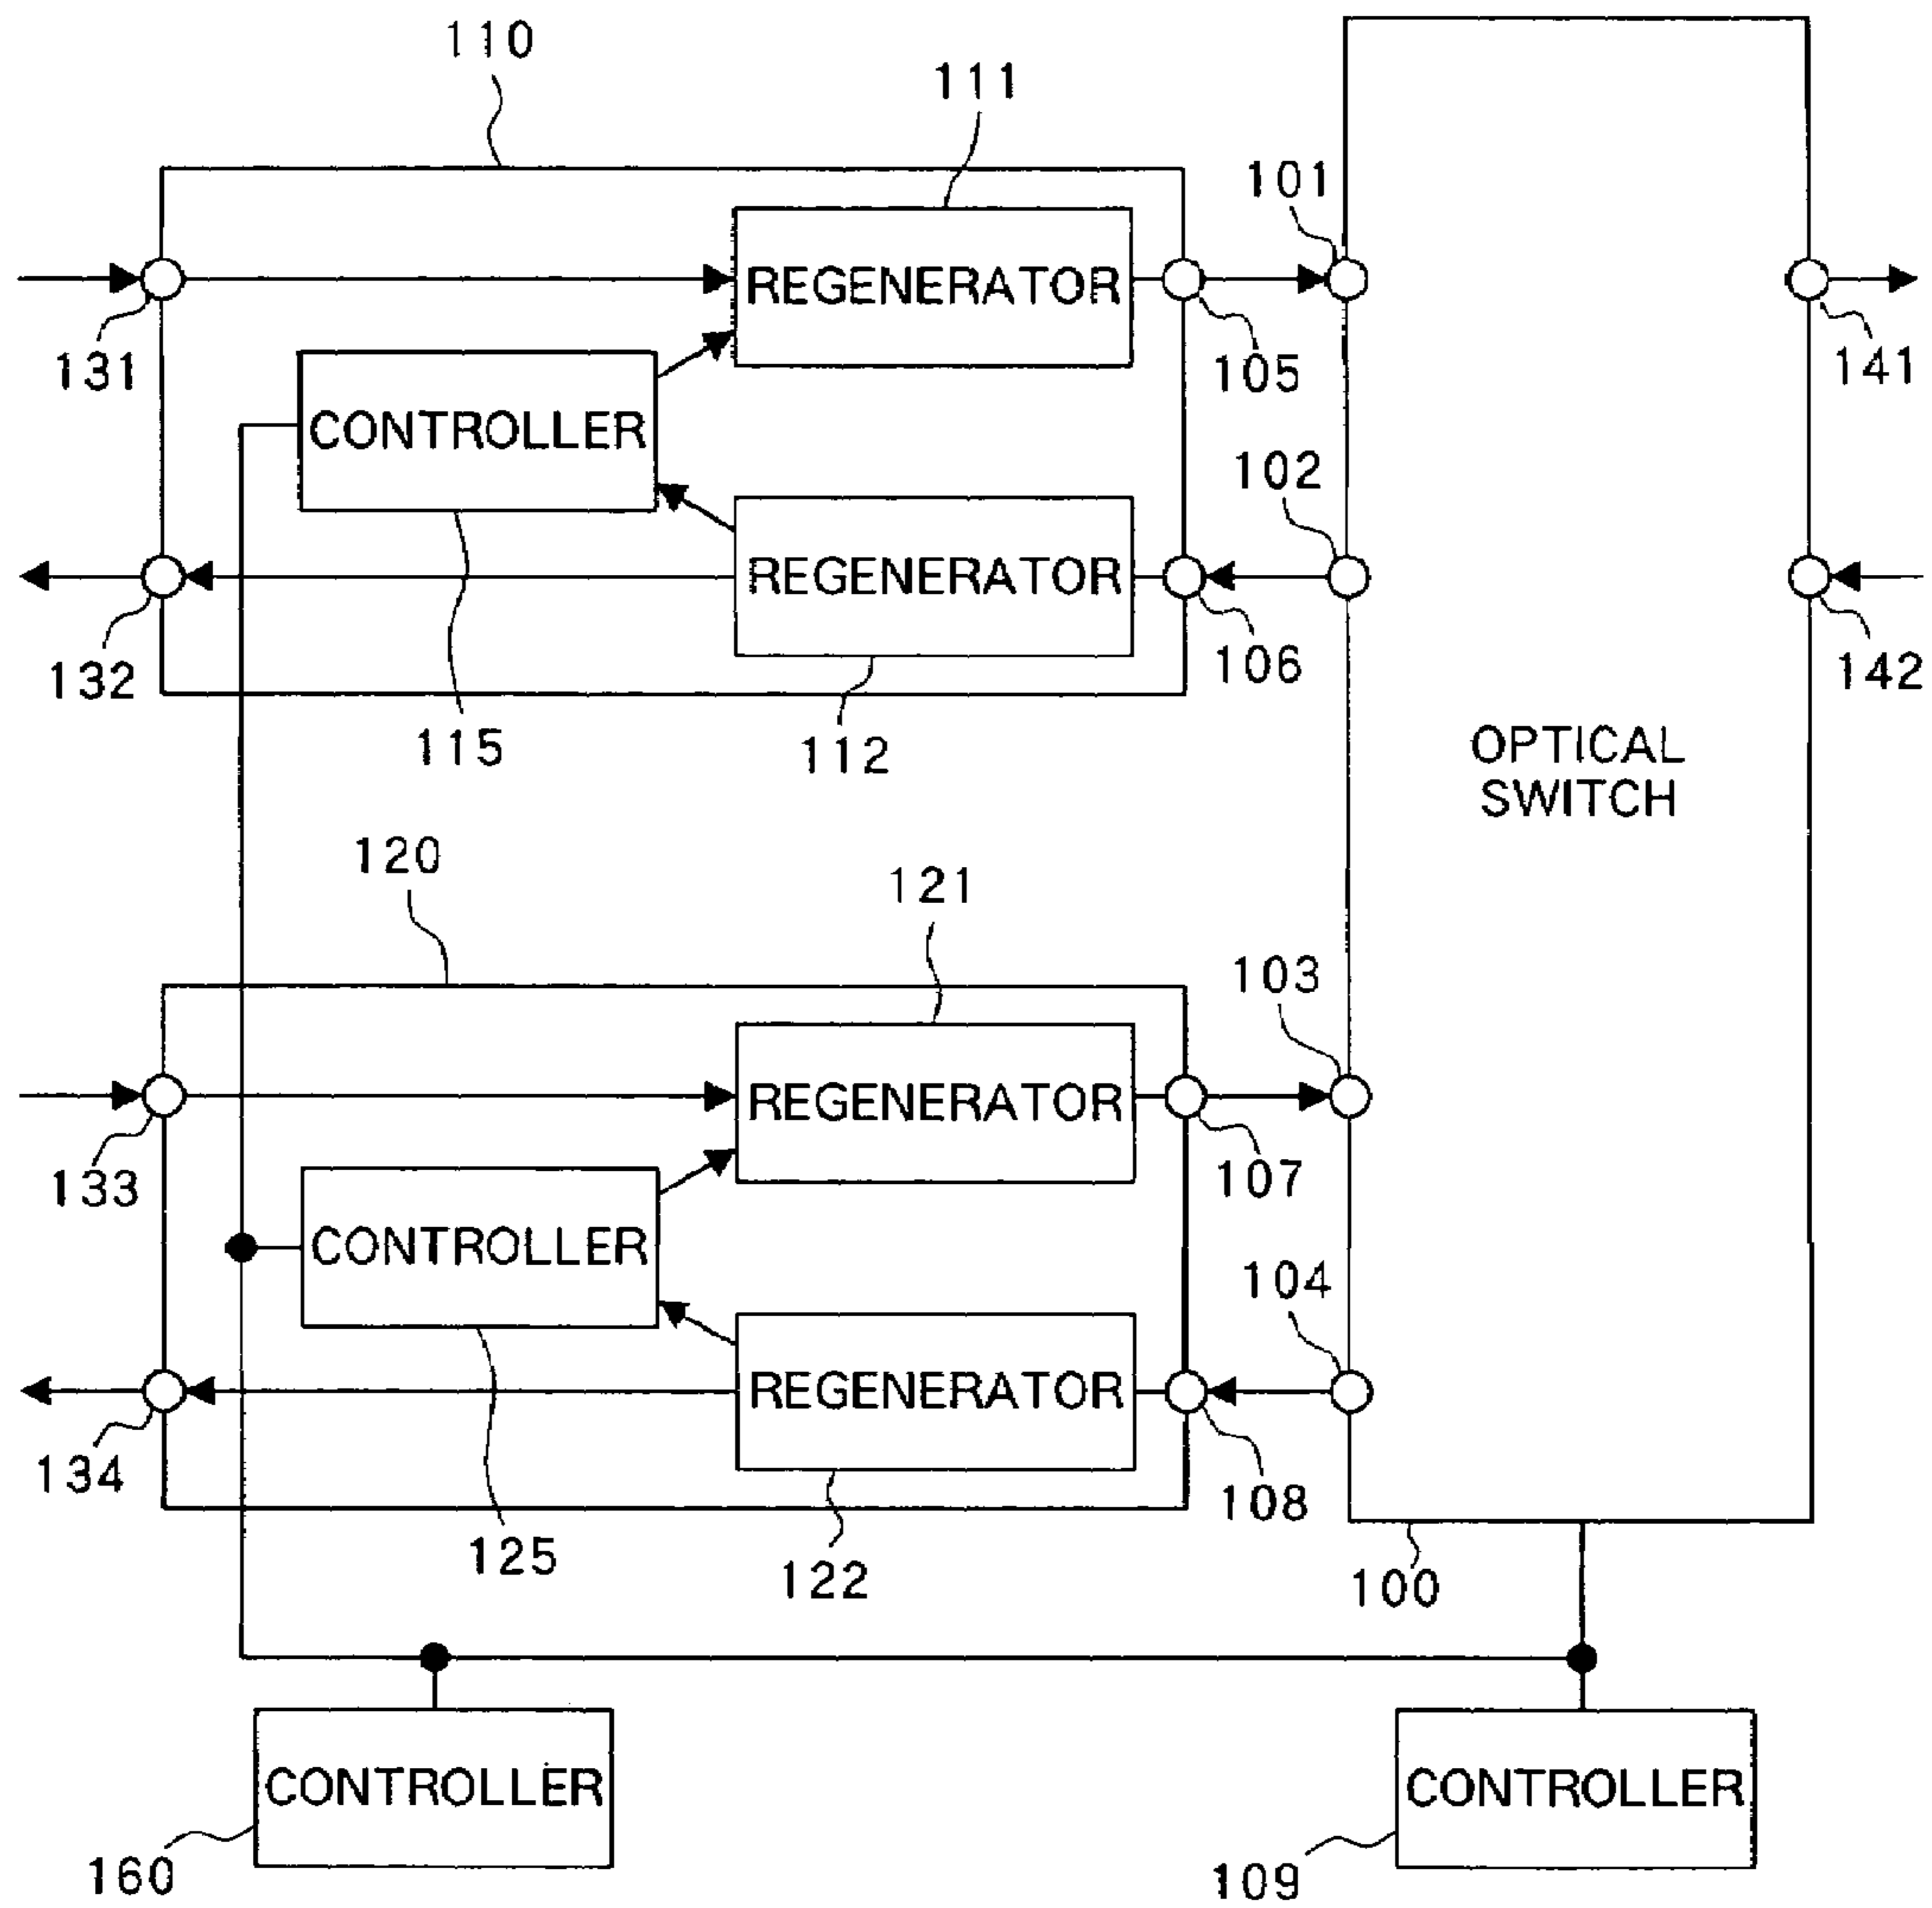 110
111
101
REGENERATOR
131
105
141
CONTROLLER
102
REGENERATOR
132
106
142
115
112
OPTICAL
SWITCH
120
121
103
REGENERATOR
133
107
CONTROLLER
104
REGENERATOR
134
108
125
122
100
CONTROLLER
CONTROLLER
160
109